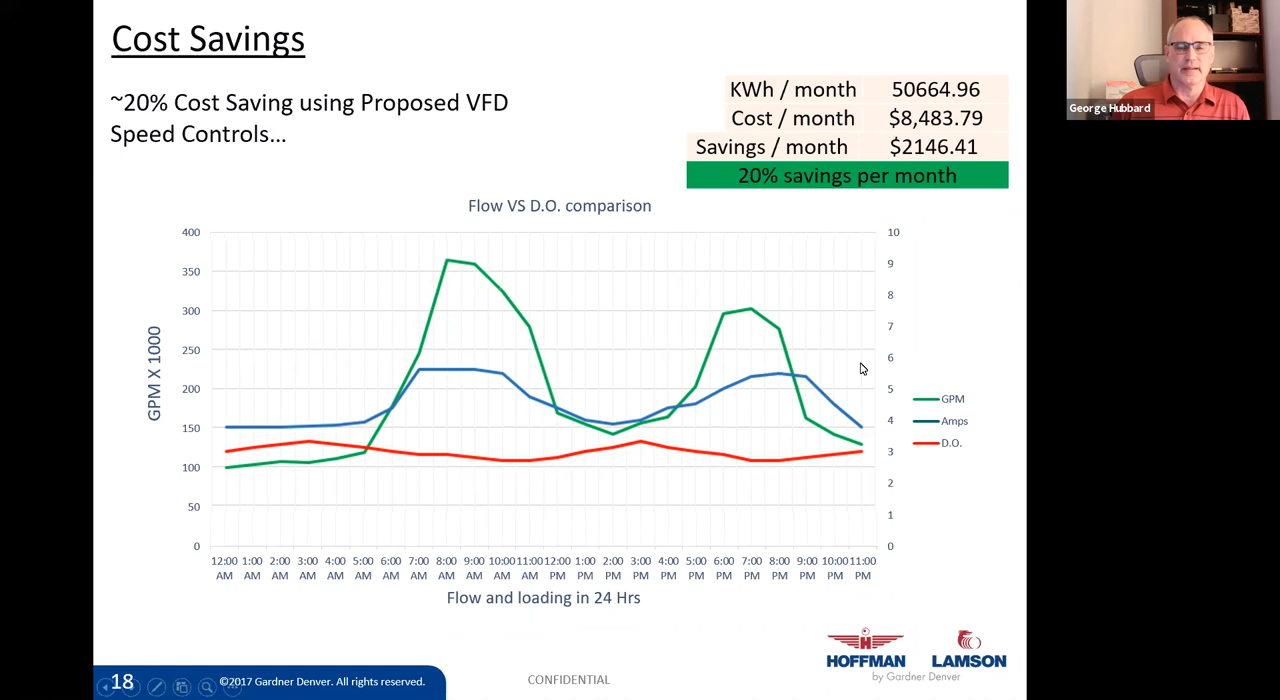 Cost Savings
~20% Cost Saving using Proposed VFD
Speed Controls...
KWh / month 50664.96
Cost / month $8,483.79
Savings / month $2146.41
20% savings per month
George Hubbard
Flow VS D.O. comparison
400
350
300
250
200
150
100
50
0
GPM X 1000
10
9
8
7
6
5
4
3
2
1
0
GPM
Amps
D.O.
12:00 AM 1:00 AM 2:00 AM 3:00 AM 4:00 AM 5:00 AM 6:00 AM 7:00 AM 8:00 AM 9:00 AM 10:00 AM 11:00 AM 12:00 PM 1:00 PM 2:00 PM 3:00 PM 4:00 PM 5:00 PM 6:00 PM 7:00 PM 8:00 PM 9:00 PM 10:00 PM 11:00 PM
Flow and loading in 24 Hrs
HOFFMAN
LAMSON
by Gardner Denver
18
©2017 Gardner Denver. All rights reserved.
CONFIDENTIAL